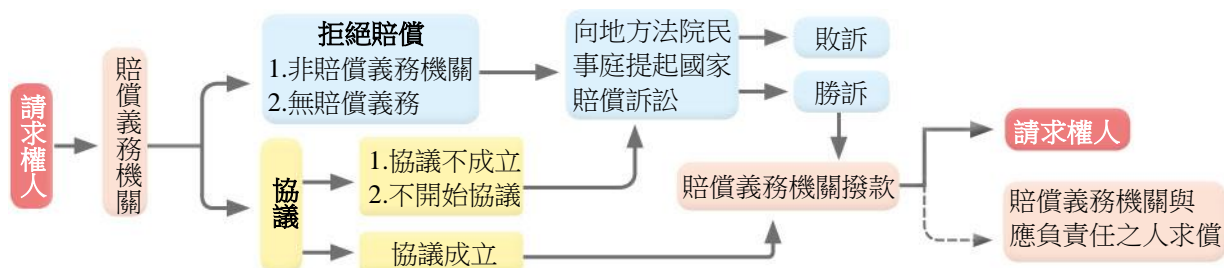 請求權人
賠償義務機關
拒絕賠償
1.非賠償義務機關
2.無賠償義務
向地方法院民
事庭提起國家
賠償訴訟
敗訴
勝訴
協議
1.協議不成立
2.不開始協議
協議成立
賠償義務機關撥款
請求權人
賠償義務機關與
應負責任之人求償